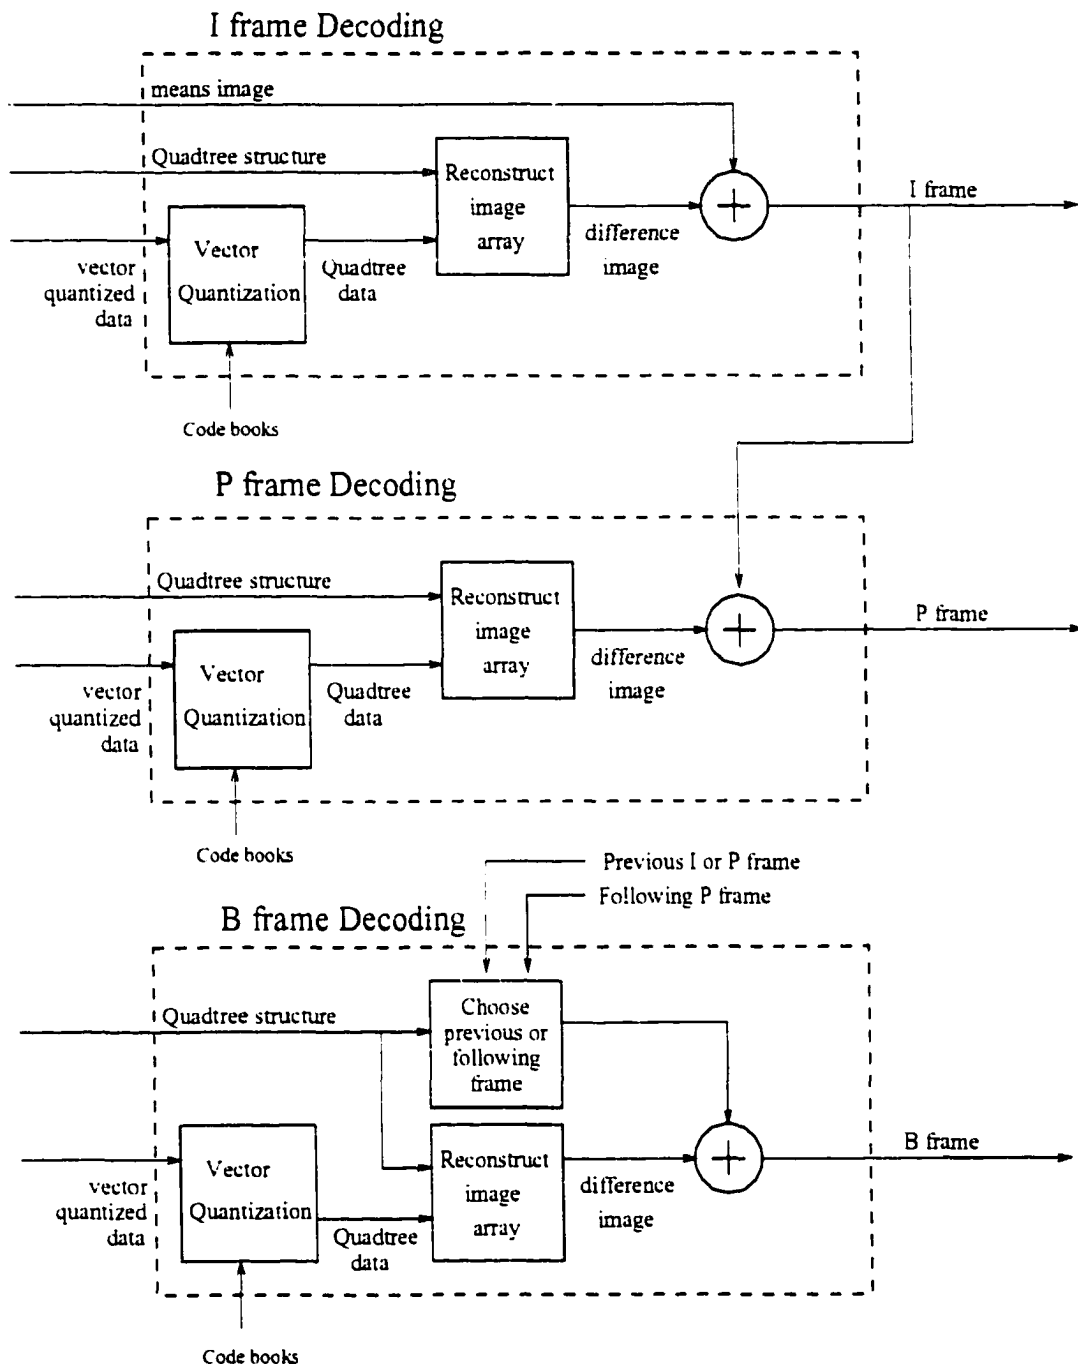 I frame Decoding
means image
Quadtree structure
Reconstruct
image
array
I frame
difference
image
Vector
Quantization
vector
quantized
data
Quadtree
data
Code books
P frame Decoding
Quadtree structure
Reconstruct
image
array
P frame
difference
image
Vector
Quantization
vector
quantized
data
Quadtree
data
Code books
Previous I or P frame
Following P frame
B frame Decoding
Quadtree structure
Choose
previous or
following
frame
B frame
Reconstruct
image
array
difference
image
Vector
Quantization
vector
quantized
data
Quadtree
data
Code books